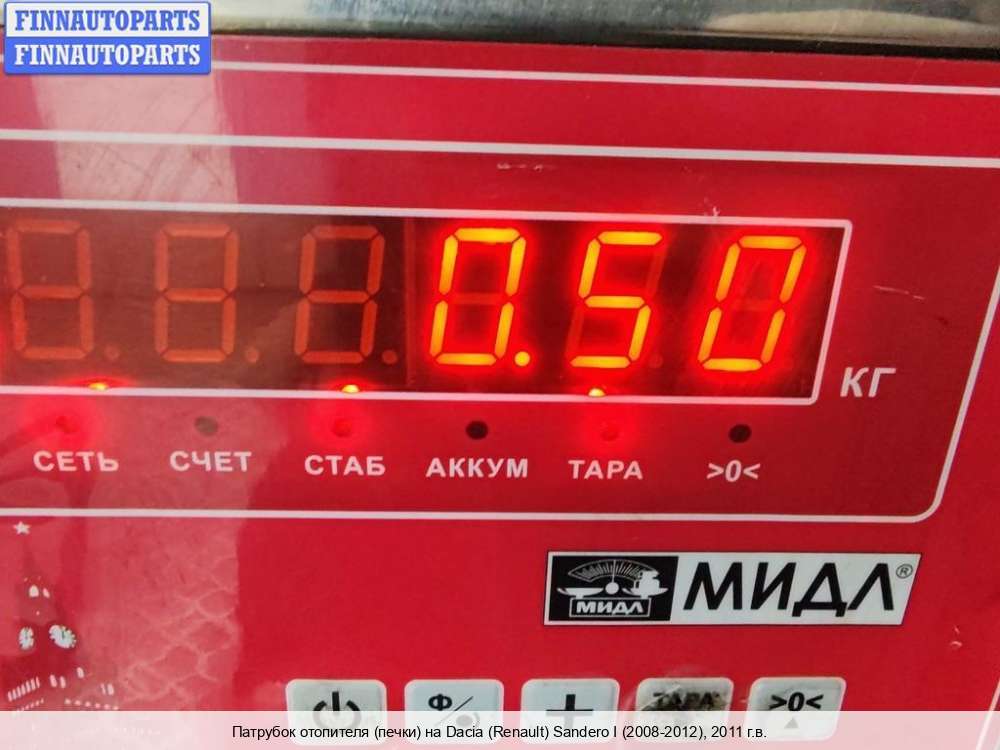 FINNAUTOPARTS
FINNAUTOPARTS
0.50
КГ
СЕТЬ СЧЕТ СТАБ АККУМ ТАРА >0<
МИДЛ МИДЛ®
Ф/ + ТАРА >0<
Патрубок отопителя (печки) на Dacia (Renault) Sandero I (2008-2012), 2011 г.в.